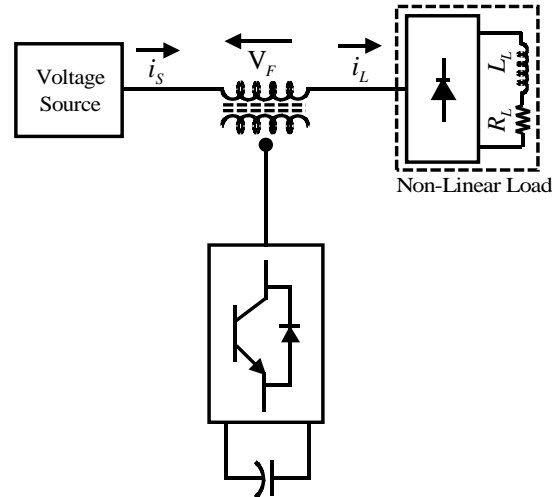 Voltage
Source
i_S
V_F
i_L
L_L
R_L
Non-Linear Load